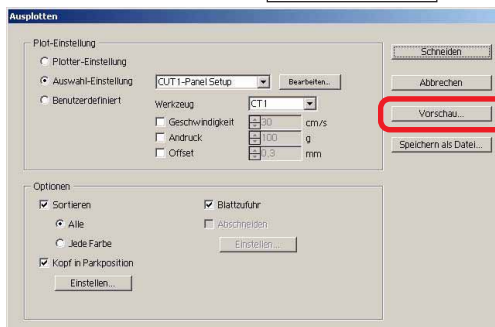 Ausplotten
Plot-Einstellung
Plotter-Einstellung
Auswahl-Einstellung CUT1-Panel Setup Bearbeiten..
Benutzerdefiniert
Werkzeug CT1
Geschwindigkeit 30 cm/s
Andruck 100 g
Offset 0,3 mm
Schneiden
Abbrechen
Vorschau...
Speichern als Datei...
Optionen
Sortieren Blattzufuhr
Alle Abschneiden
Jede Farbe Einstellen...
Kopf in Parkposition
Einstellen...